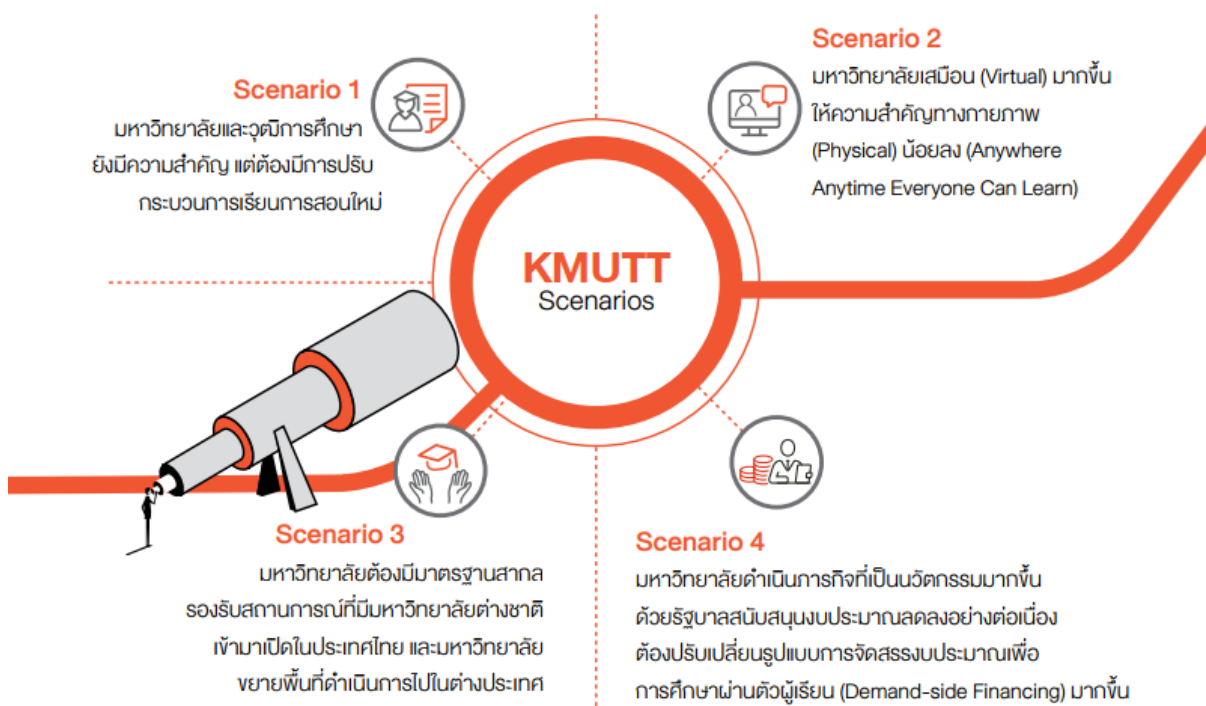 Scenario 1
มหาวิทยาลัยและวุฒิการศึกษา
ยังมีความสำคัญ แต่ต้องมีการปรับ
กระบวนการเรียนการสอนใหม่
Scenario 2
มหาวิทยาลัยเสมือน (Virtual) มากขึ้น
ให้ความสำคัญทางกายภาพ
(Physical) น้อยลง (Anywhere
Anytime Everyone Can Learn)
KMUTT
Scenarios
Scenario 3
มหาวิทยาลัยต้องมีมาตรฐานสากล
รองรับสถานการณ์ที่มีมหาวิทยาลัยต่างชาติ
เข้ามาเปิดในประเทศไทย และมหาวิทยาลัย
ขยายพื้นที่ดำเนินการไปในต่างประเทศ
Scenario 4
มหาวิทยาลัยดำเนินภารกิจที่เป็นนวัตกรรมมากขึ้น
ด้วยรัฐบาลสนับสนุนงบประมาณลดลงอย่างต่อเนื่อง
ต้องปรับเปลี่ยนรูปแบบการจัดสรรงบประมาณเพื่อ
การศึกษาผ่านตัวผู้เรียน (Demand-side Financing) มากขึ้น